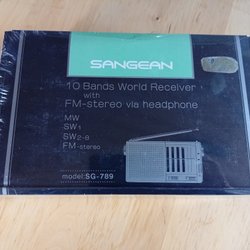 SANGEAN
10 Bands World Receiver
with
FM-stereo via headphone
MW
SW1
SW2-8
FM-stereo
model:SG-789